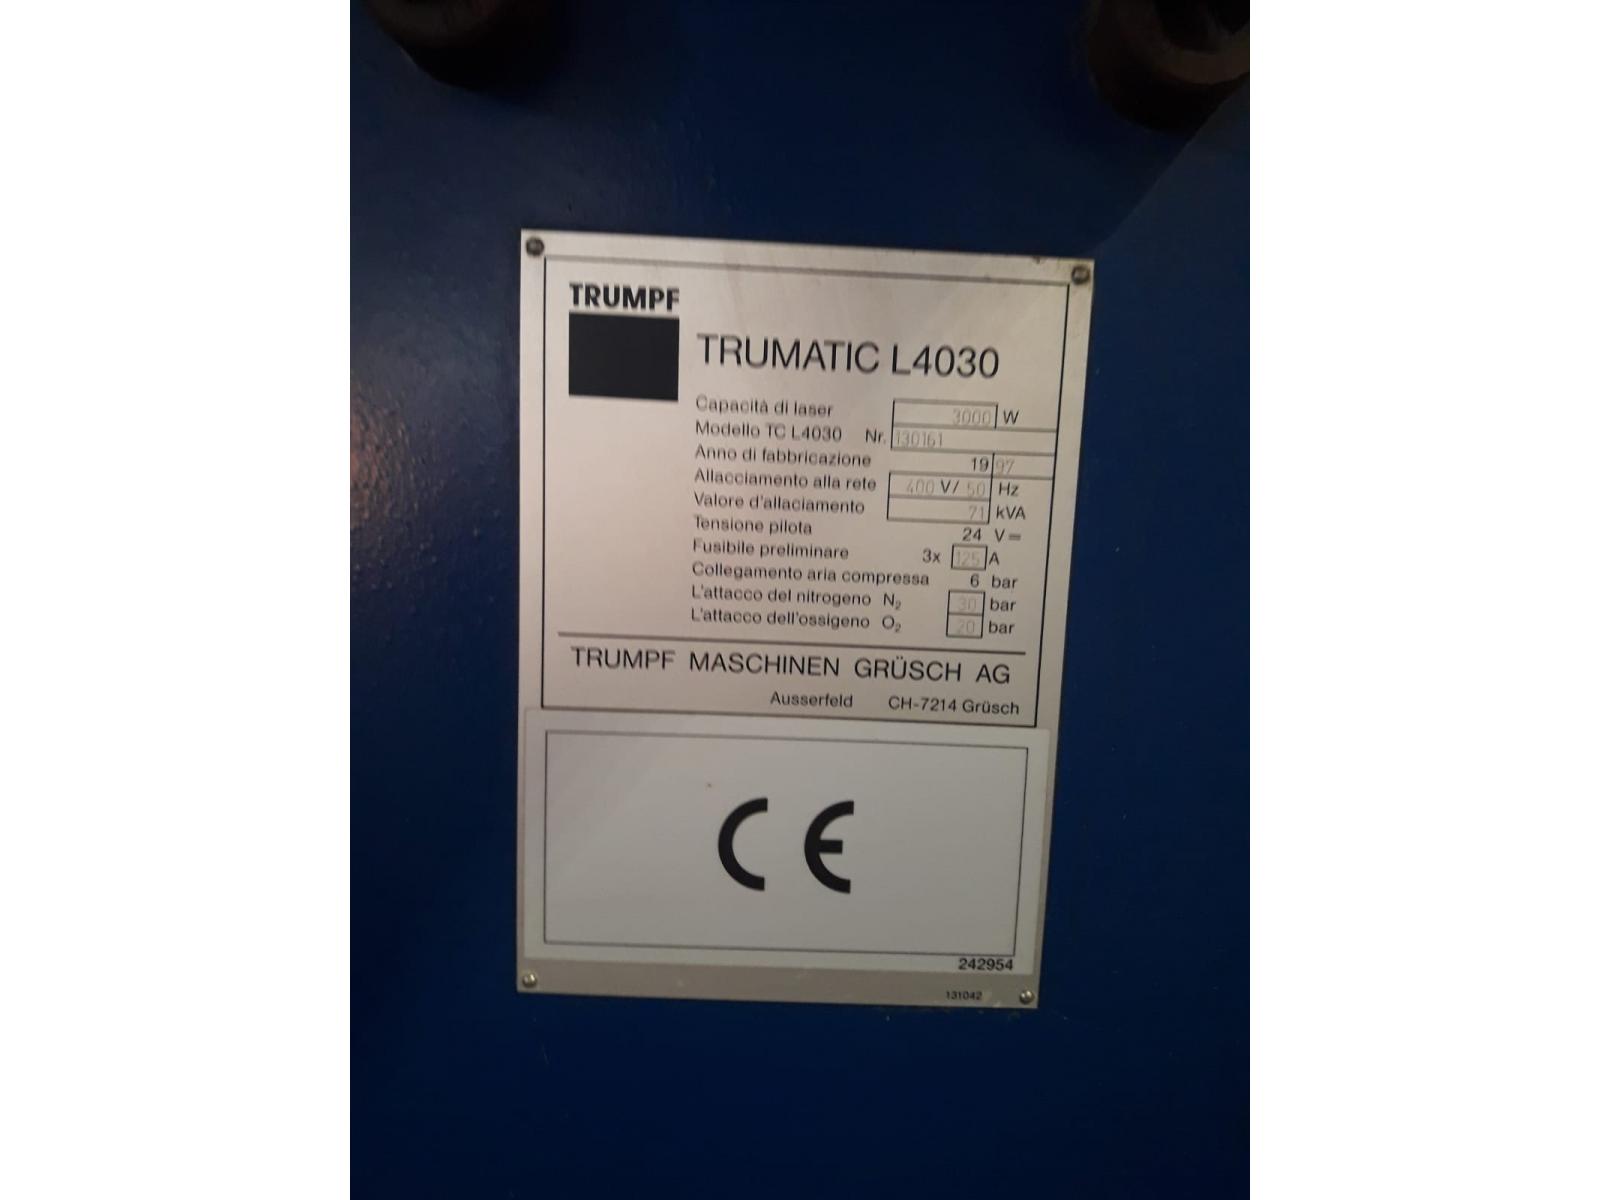 TRUMPF
TRUMATIC L4030
Capacità di laser 3000 W
Modello TC L4030 Nr. 130161
Anno di fabbricazione 1997
Allacciamento alla rete 400 V/ 50 Hz
Valore d'allaciamento 71 kVA
Tensione pilota 24 V=
Fusibile preliminare 3x 125 A
Collegamento aria compressa 6 bar
L'attacco del nitrogeno N₂ 30 bar
L'attacco dell'ossigeno O₂ 20 bar
TRUMPF MASCHINEN GRÜSCH AG
Ausserfeld CH-7214 Grüsch
CE
242954
131042